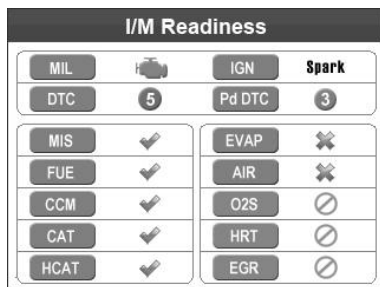 I/M Readiness
MIL IGN Spark
DTC 5 Pd DTC 3
MIS EVAP
FUE AIR
CCM O2S
CAT HRT
HCAT EGR